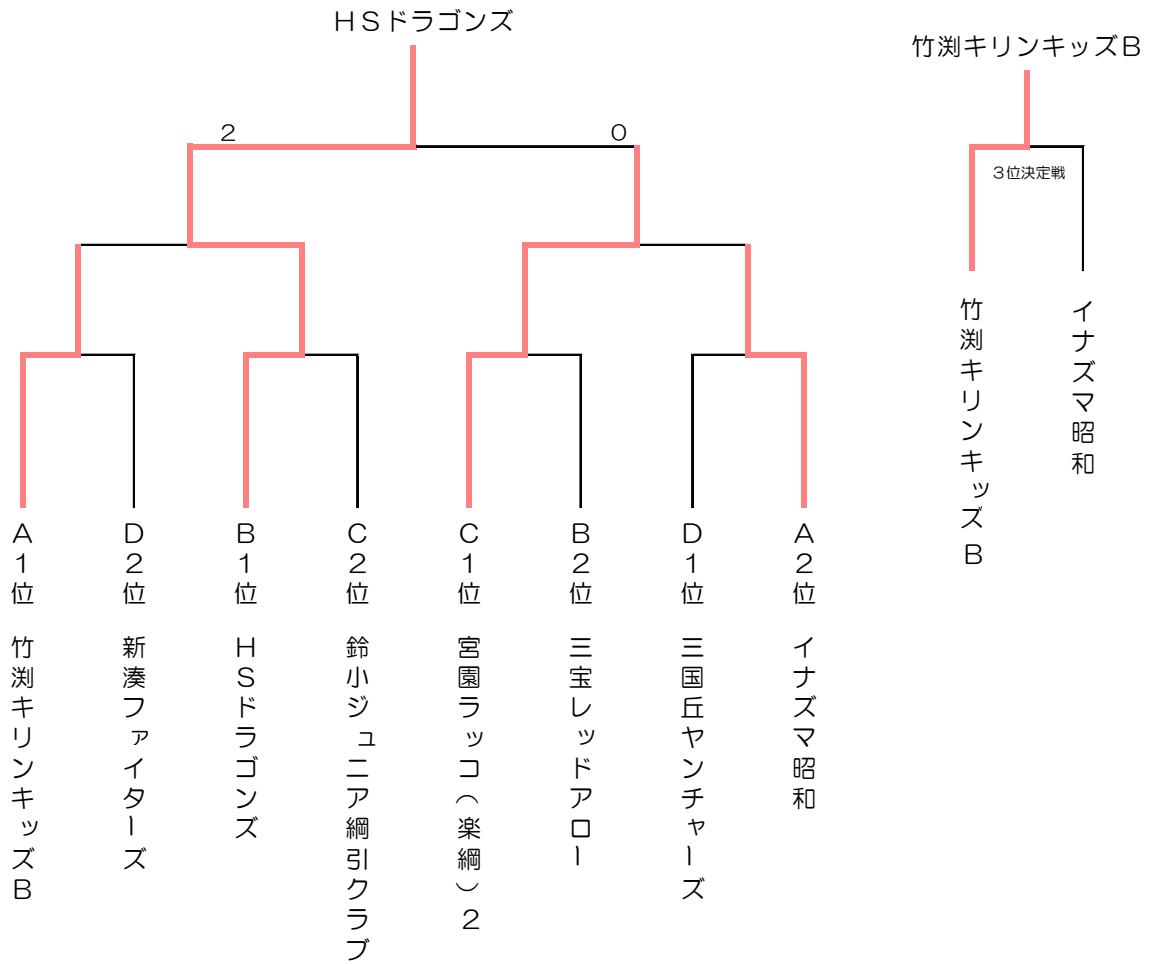 HSドラゴンズ
竹渕キリンキッズB
2
0
3位決定戦
竹渕キリンキッズB
イナズマ昭和
A1位 竹渕キリンキッズB
D2位 新湊ファイターズ
B1位 HSドラゴンズ
C2位 鈴小ジュニア綱引クラブ
C1位 宮園ラッコ(楽綱)2
B2位 三宝レッドアロー
D1位 三国丘ヤンチャーズ
A2位 イナズマ昭和